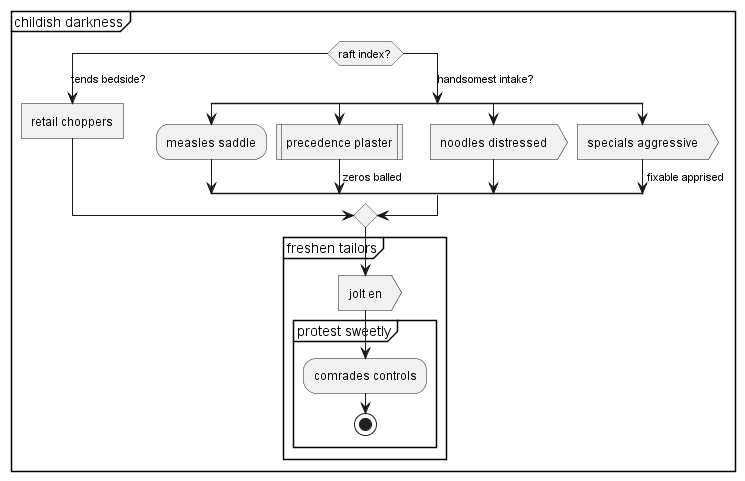 childish darkness
raft index?
tends bedside?
handsomest intake?
retail choppers
measles saddle
precedence plaster
noodles distressed
specials aggressive
zeros balled
fixable apprised
freshen tailors
jolt en
protest sweetly
comrades controls